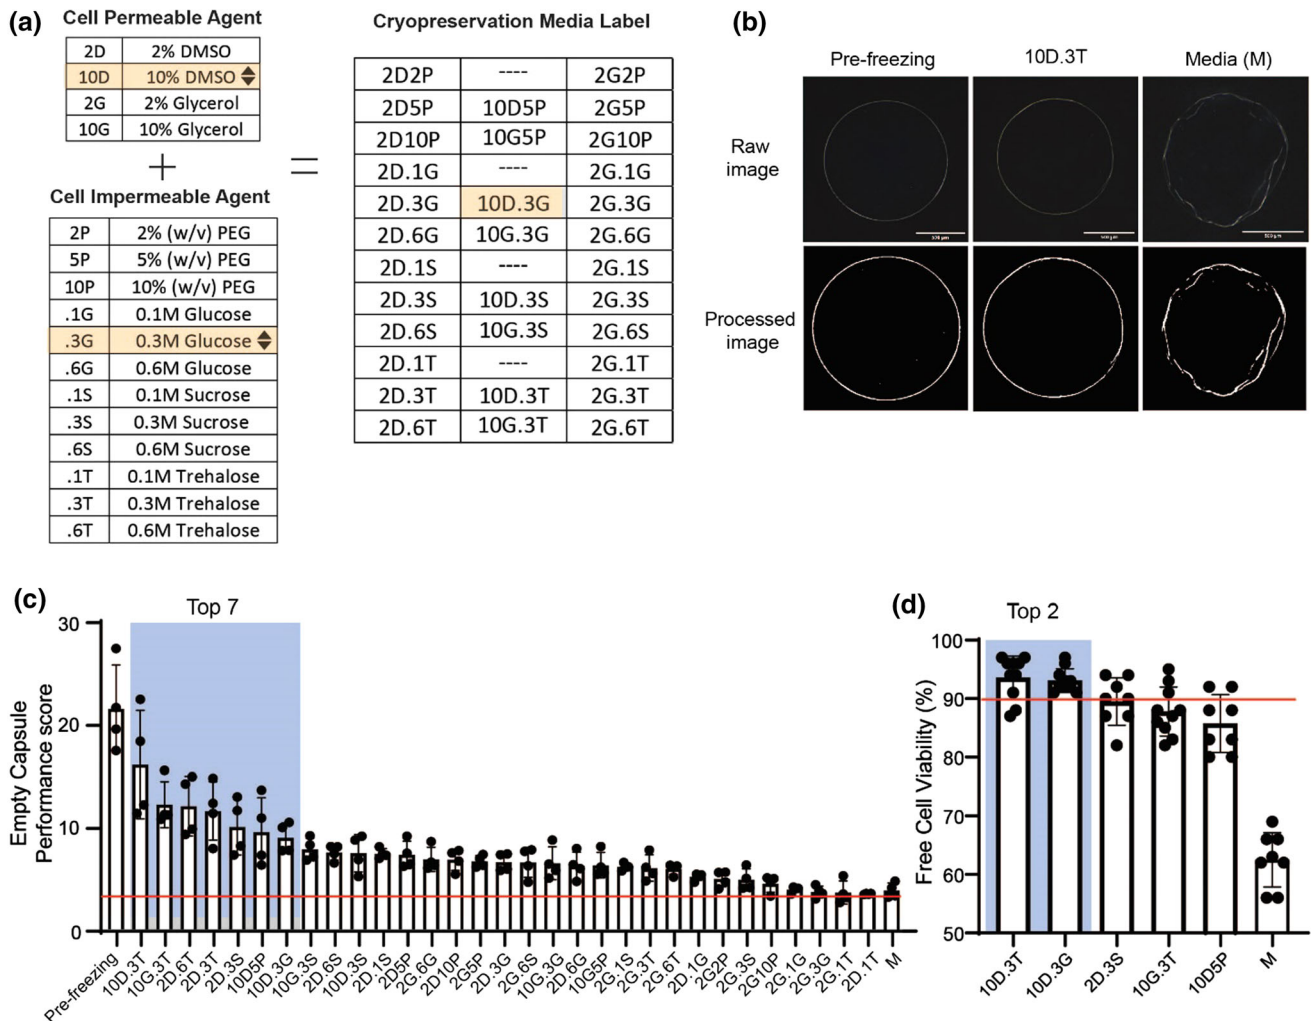 (a)
Cell Permeable Agent
2D 2% DMSO
10D 10% DMSO
2G 2% Glycerol
10G 10% Glycerol
+
Cell Impermeable Agent
2P 2% (w/v) PEG
5P 5% (w/v) PEG
10P 10% (w/v) PEG
.1G 0.1M Glucose
.3G 0.3M Glucose
.6G 0.6M Glucose
.1S 0.1M Sucrose
.3S 0.3M Sucrose
.6S 0.6M Sucrose
.1T 0.1M Trehalose
.3T 0.3M Trehalose
.6T 0.6M Trehalose
=
Cryopreservation Media Label
2D2P ---- 2G2P
2D5P 10D5P 2G5P
2D10P 10G5P 2G10P
2D.1G ---- 2G.1G
2D.3G 10D.3G 2G.3G
2D.6G 10G.3G 2G.6G
2D.1S ---- 2G.1S
2D.3S 10D.3S 2G.3S
2D.6S 10G.3S 2G.6S
2D.1T ---- 2G.1T
2D.3T 10D.3T 2G.3T
2D.6T 10G.3T 2G.6T
(b)
Pre-freezing 10D.3T Media (M)
Raw
image
Processed
image
(c)
Top 7
Empty Capsule
Performance score
30
20
10
0
Pre-freezing
10D.3T
10G.3T
2D.6T
2D.3T
2D.3S
10D5P
10D.3G
10G.3S
2D.6S
10D.3S
2D.1S
2D5P
2G.6G
2D10P
2G5P
2D.3G
2G.6S
10G.3G
2D.6G
10G5P
2G.1S
2G.3T
2G.6T
2D.1G
2G2P
2G.3S
2G10P
2G.1G
2G.3G
2G.1T
2D.1T
M
(d)
Top 2
Free Cell Viability (%)
100
90
80
70
60
50
10D.3T
10D.3G
2D.3S
10G.3T
10D5P
M